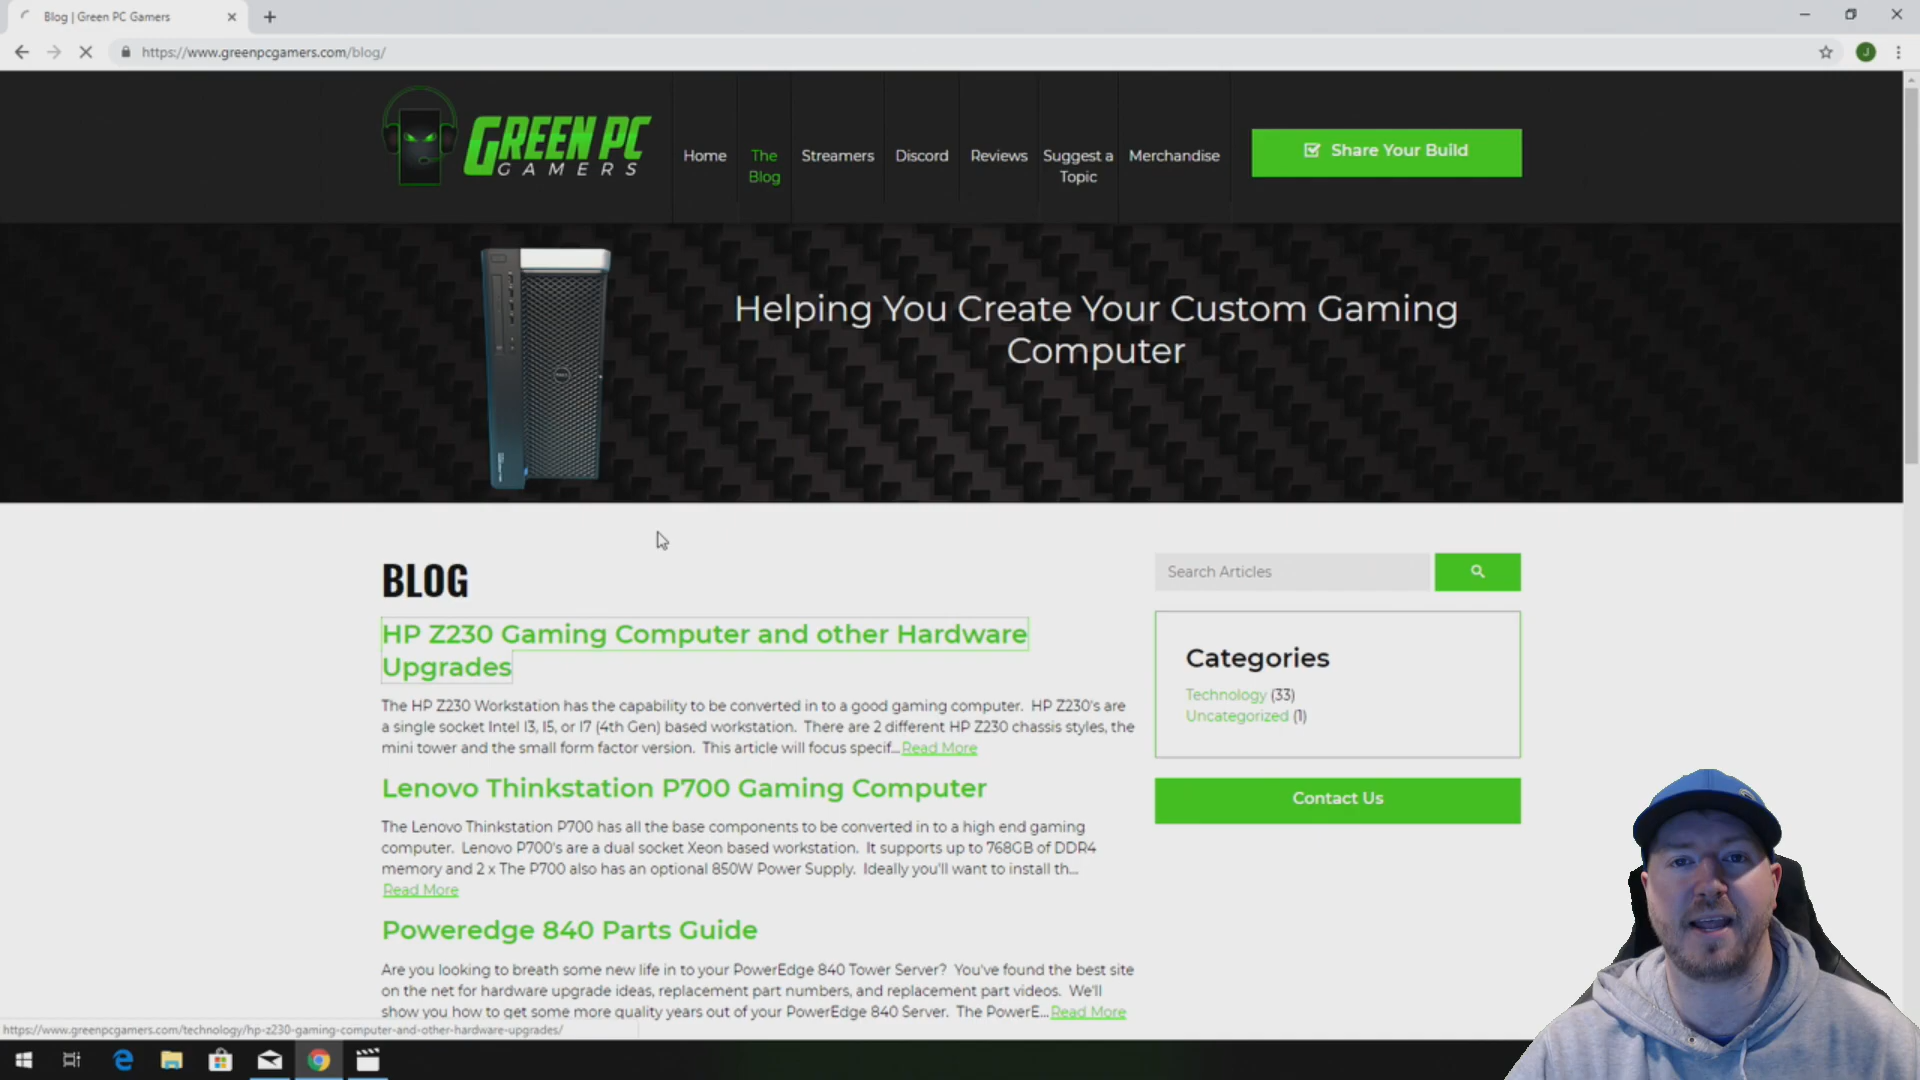 Blog | Green PC Gamers
https://www.greenpcgamers.com/blog/
J
GREEN PC
GAMERS
Home
The
Blog
Streamers
Discord
Reviews
Suggest a
Topic
Merchandise
Share Your Build
Helping You Create Your Custom Gaming
Computer
BLOG
Search Articles
HP Z230 Gaming Computer and other Hardware
Upgrades
The HP Z230 Workstation has the capability to be converted in to a good gaming computer. HP Z230's are
a single socket Intel I3, I5, or I7 (4th Gen) based workstation. There are 2 different HP Z230 chassis styles, the
mini tower and the small form factor version. This article will focus specif...Read More
Categories
Technology (33)
Uncategorized (1)
Contact Us
Lenovo Thinkstation P700 Gaming Computer
The Lenovo Thinkstation P700 has all the base components to be converted in to a high end gaming
computer. Lenovo P700's are a dual socket Xeon based workstation. It supports up to 768GB of DDR4
memory and 2 x The P700 also has an optional 850W Power Supply. Ideally you'll want to install th...
Read More
Poweredge 840 Parts Guide
Are you looking to breath some new life in to your PowerEdge 840 Tower Server? You've found the best site
on the net for hardware upgrade ideas, replacement part numbers, and replacement part videos. We'll
show you how to get some more quality years out of your PowerEdge 840 Server. The PowerE...Read More
https://www.greenpcgamers.com/technology/hp-z230-gaming-computer-and-other-hardware-upgrades/